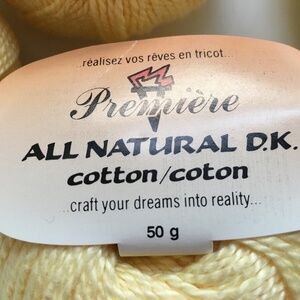 ...réalisez vos rêves en tricot...
Première
ALL NATURAL D.K.
cotton/coton
...craft your dreams into reality...
50 g